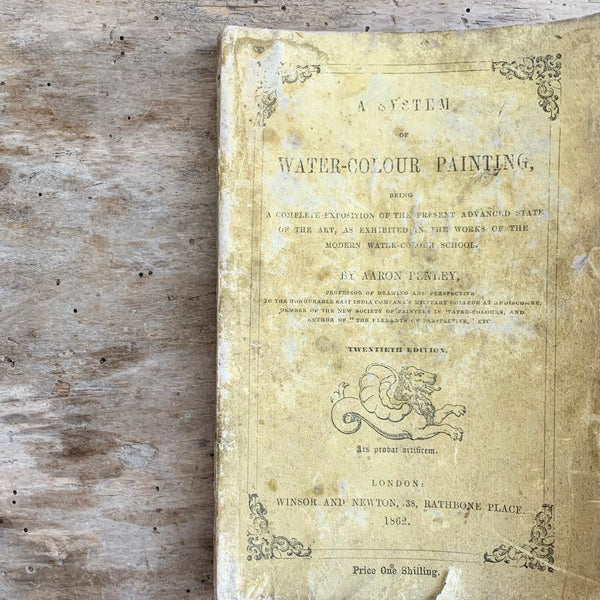 A SYSTEM
OF
WATER-COLOUR PAINTING,
BEING
A COMPLETE EXPOSITION OF THE PRESENT ADVANCED STATE
OF THE ART, AS EXHIBITED IN THE WORKS OF THE
MODERN WATER-COLOUR SCHOOL.
BY AARON PENLEY,
PROFESSOR OF DRAWING AND PERSPECTIVE
TO THE HONOURABLE EAST INDIA COMPANY'S MILITARY COLLEGE AT ADDISCOMBE,
MEMBER OF THE NEW SOCIETY OF PAINTERS IN WATER-COLOURS, AND
AUTHOR OF "THE ELEMENTS OF PERSPECTIVE," ETC.
TWENTIETH EDITION.
Ars probat artificem.
LONDON:
WINSOR AND NEWTON, 38, RATHBONE PLACE.
1862.
Price One Shilling.